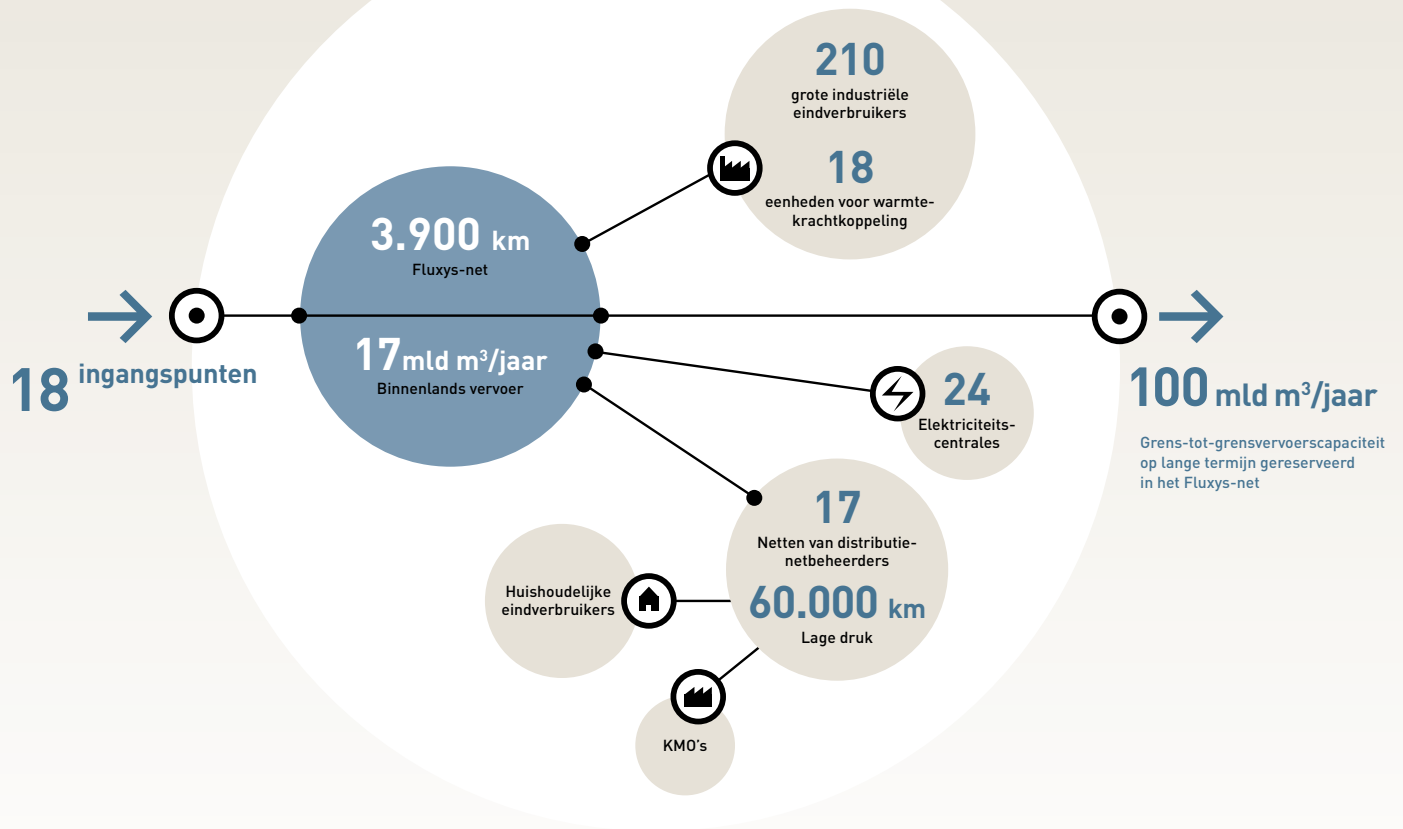 210
grote industriële
eindverbruikers
18
eenheden voor warmte-
krachtkoppeling
3.900 km
Fluxys-net
17 mld m³/jaar
Binnenlands vervoer
18 ingangspunten
24
Elektriciteits-
centrales
100 mld m³/jaar
Grens-tot-grensvervoerscapaciteit
op lange termijn gereserveerd
in het Fluxys-net
17
Netten van distributie-
netbeheerders
60.000 km
Lage druk
Huishoudelijke
eindverbruikers
KMO's